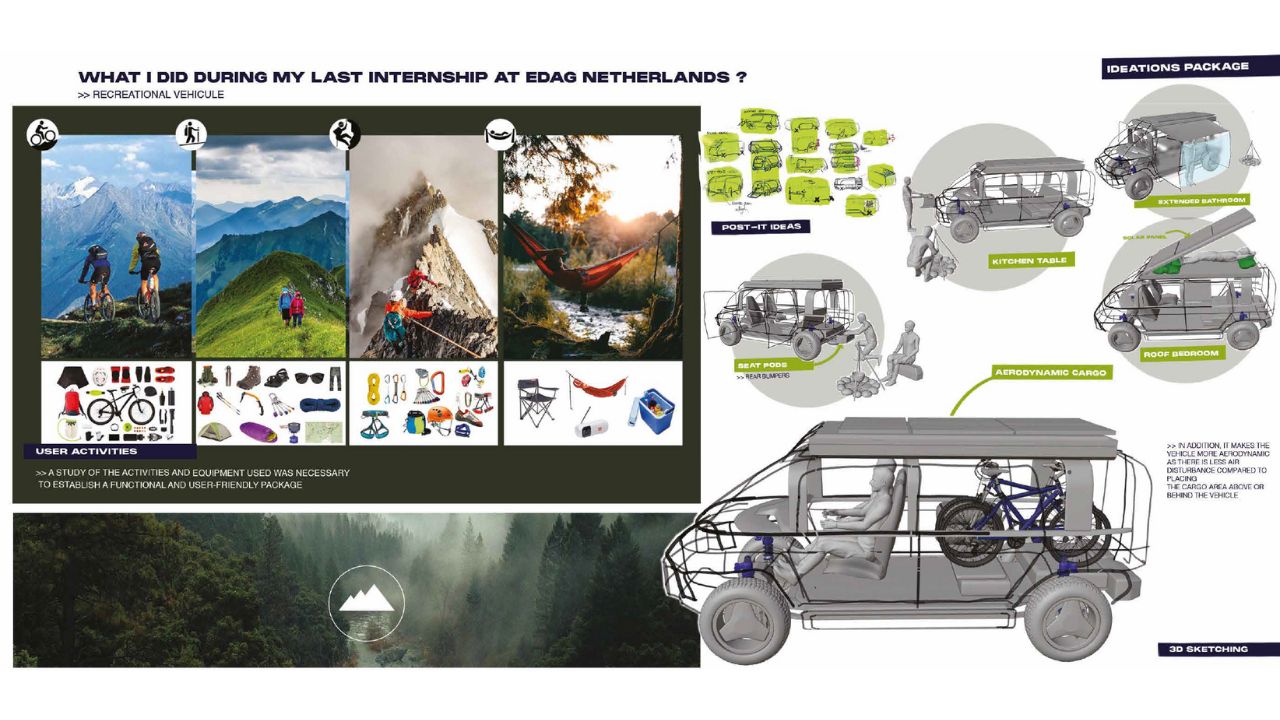 WHAT I DID DURING MY LAST INTERNSHIP AT EDAG NETHERLANDS ?
>> RECREATIONAL VEHICULE
IDEATIONS PACKAGE
USER ACTIVITIES
>> A STUDY OF THE ACTIVITIES AND EQUIPMENT USED WAS NECESSARY
TO ESTABLISH A FUNCTIONAL AND USER-FRIENDLY PACKAGE
POST-IT IDEAS
KITCHEN TABLE
EXTENDED BATHROOM
SOLAR PANEL
ROOF BEDROOM
SEAT PODS
>> REAR BUMPERS
AERODYNAMIC CARGO
>> IN ADDITION, IT MAKES THE
VEHICLE MORE AERODYNAMIC
AS THERE IS LESS AIR
DISTURBANCE COMPARED TO
PLACING
THE CARGO AREA ABOVE OR
BEHIND THE VEHICLE
3D SKETCHING